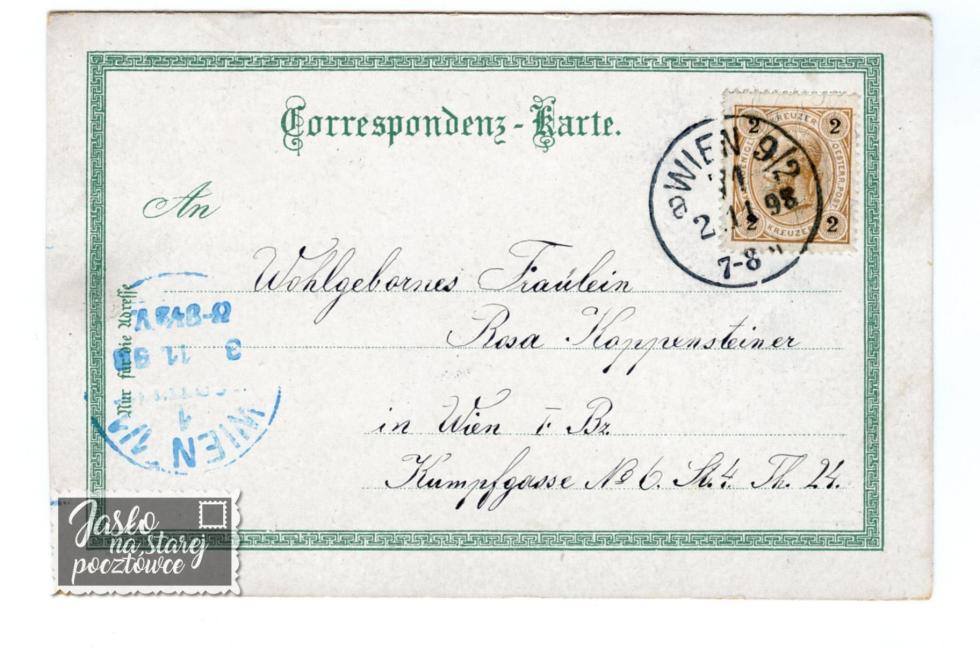 Correspondenz-Karte.
2 KREUZER 2
2 KREUZER 2
WIEN 9/2
11 98
7-8
An
Wohlgebornes Fraülein
Rosa Koppensteiner
in Wien I Bz.
Kumpfgasse No 6. St. 4. Th. 24.
Nur für die Adresse
3 11 98
1
WIEN
Jasło
na starej
pocztówce